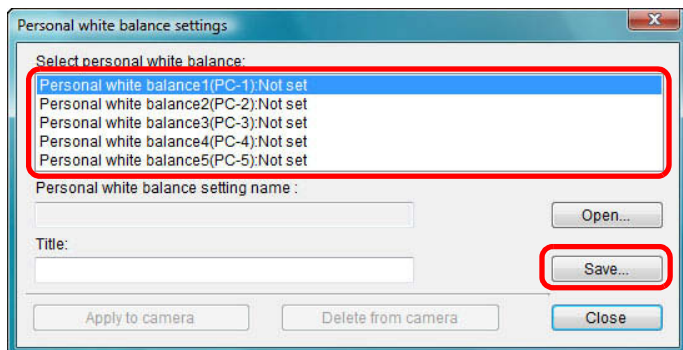 Personal white balance settings
Select personal white balance:
Personal white balance1(PC-1):Not set
Personal white balance2(PC-2):Not set
Personal white balance3(PC-3):Not set
Personal white balance4(PC-4):Not set
Personal white balance5(PC-5):Not set
Personal white balance setting name :
Open...
Title:
Save...
Apply to camera
Delete from camera
Close